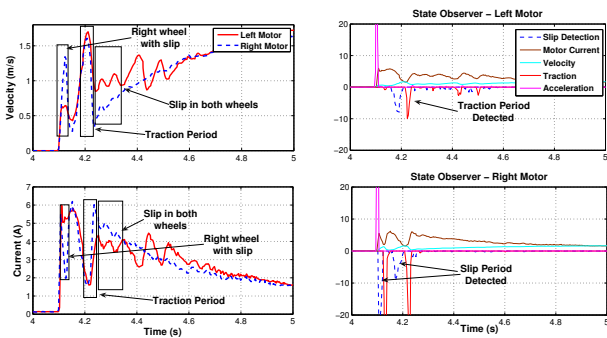 Right wheel
with slip
Left Motor
Right Motor
Slip in both
wheels
Traction Period
Velocity (m/s)
1.5
1
0.5
0
4
4.2
4.4
4.6
4.8
5
State Observer – Left Motor
Slip Detection
Motor Current
Velocity
Traction
Acceleration
Traction Period
Detected
20
10
0
−10
−20
4
4.2
4.4
4.6
4.8
5
Slip in both
wheels
Right wheel
with slip
Traction Period
Current (A)
7
6
5
4
3
2
1
0
4
4.2
4.4
4.6
4.8
5
Time (s)
State Observer – Right Motor
Slip Period
Detected
20
10
0
−10
−20
4
4.2
4.4
4.6
4.8
5
Time (s)